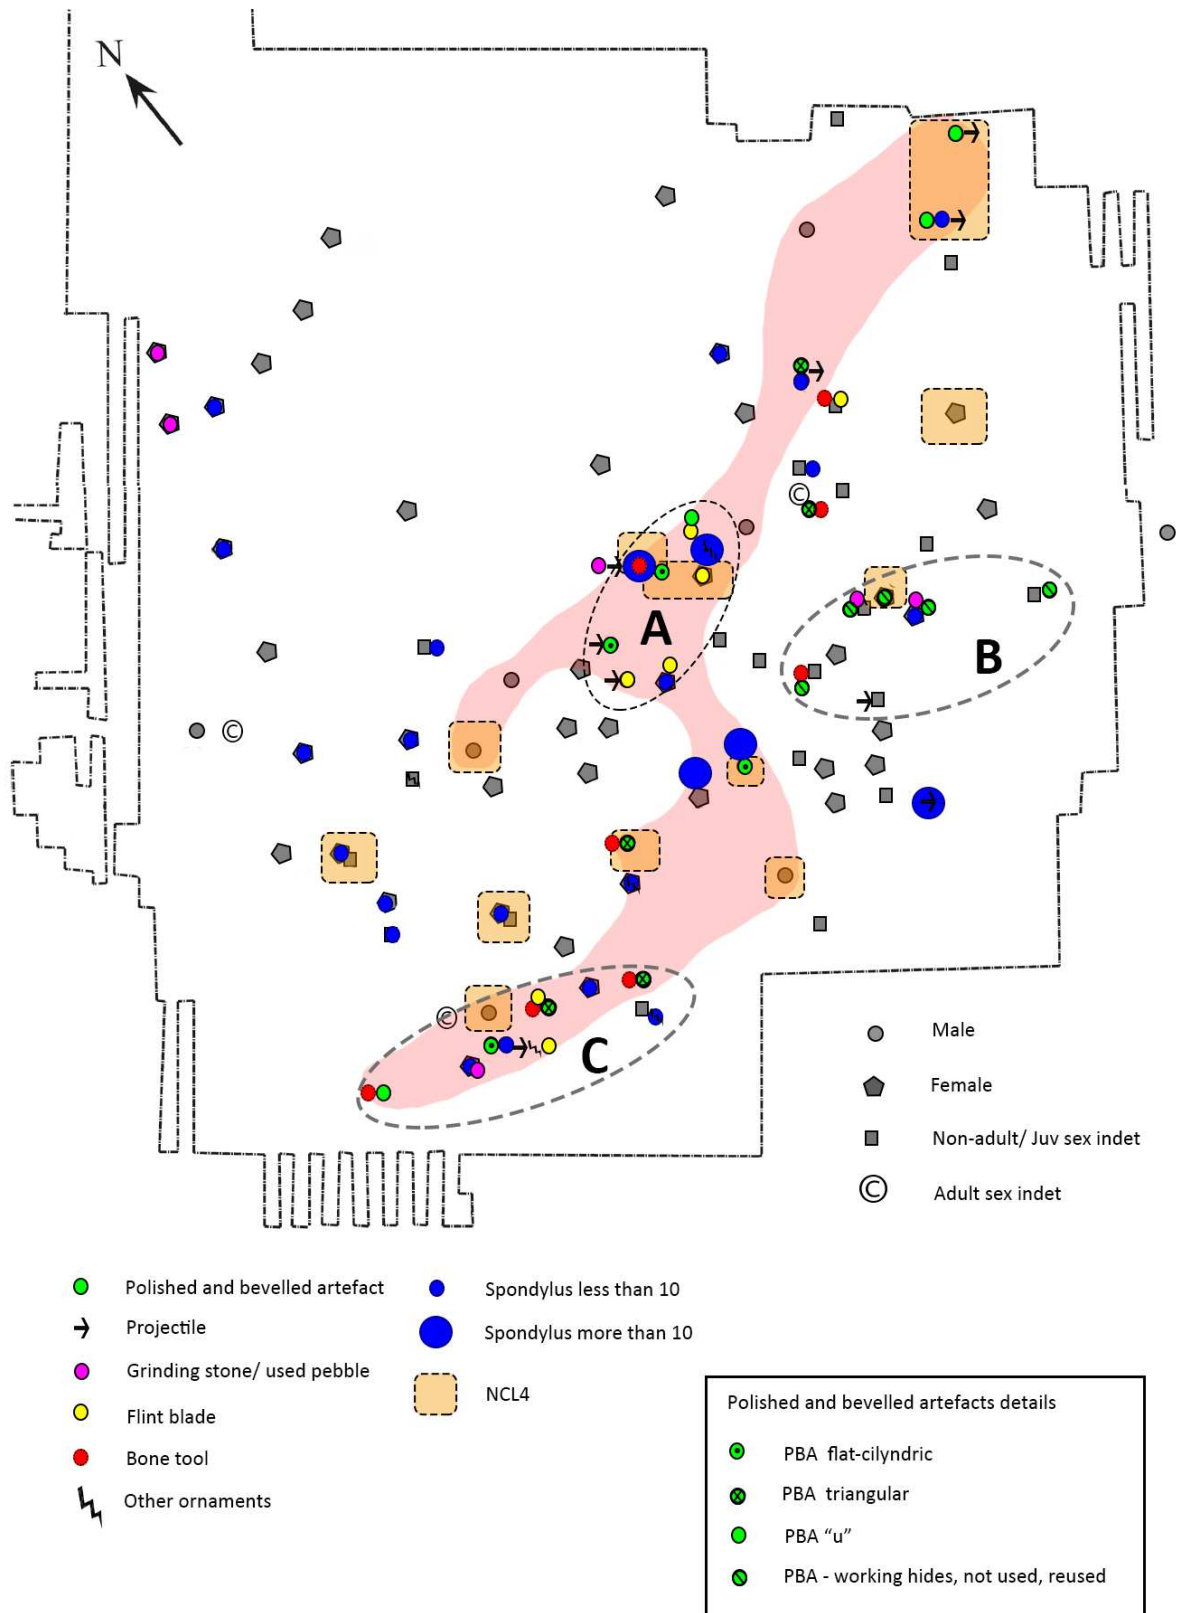 N
A
B
C
©
©
©
Male
Female
Non-adult/ Juv sex indet
© Adult sex indet
Polished and bevelled artefact
Projectile
Grinding stone/ used pebble
Flint blade
Bone tool
Other ornaments
Spondylus less than 10
Spondylus more than 10
NCL4
Polished and bevelled artefacts details
PBA flat-cilyndric
PBA triangular
PBA “u”
PBA - working hides, not used, reused